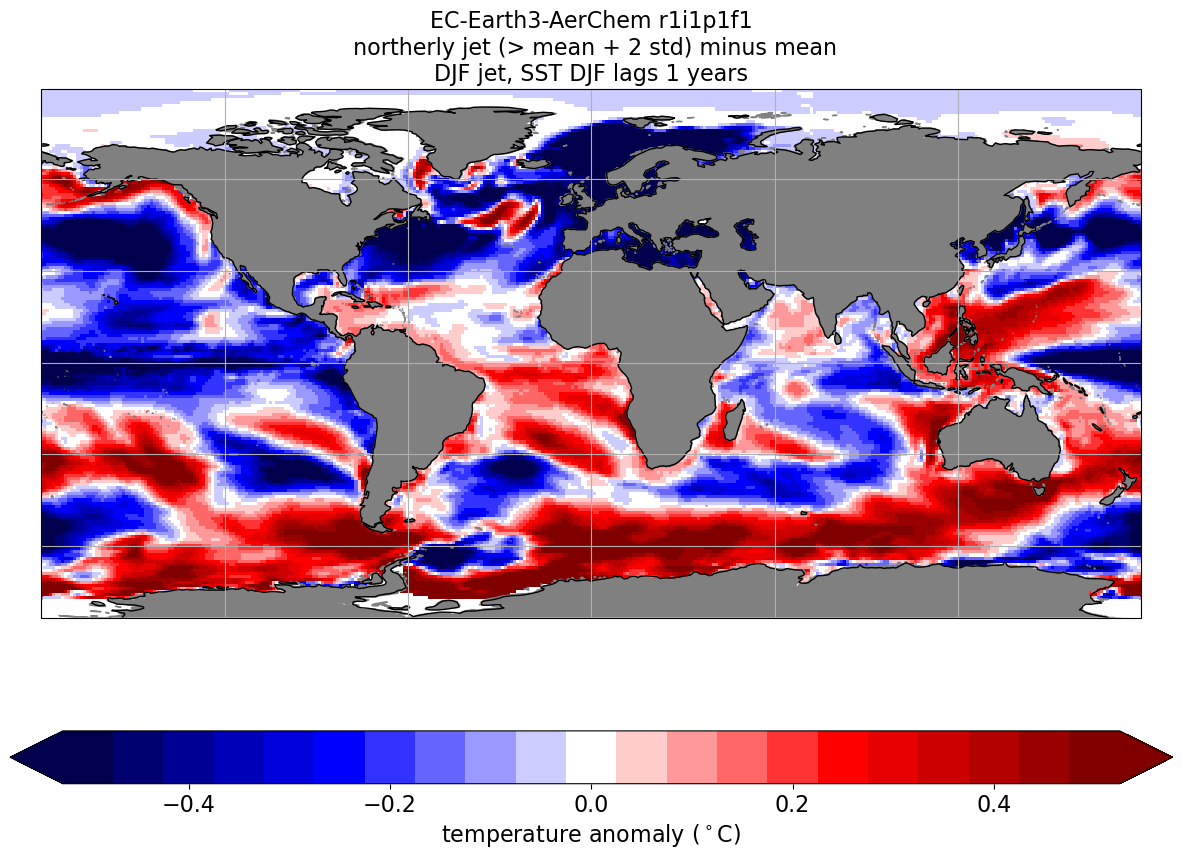 EC-Earth3-AerChem r1i1p1f1
northerly jet (> mean + 2 std) minus mean
DJF jet, SST DJF lags 1 years
−0.4 −0.2 0.0 0.2 0.4
temperature anomaly (°C)